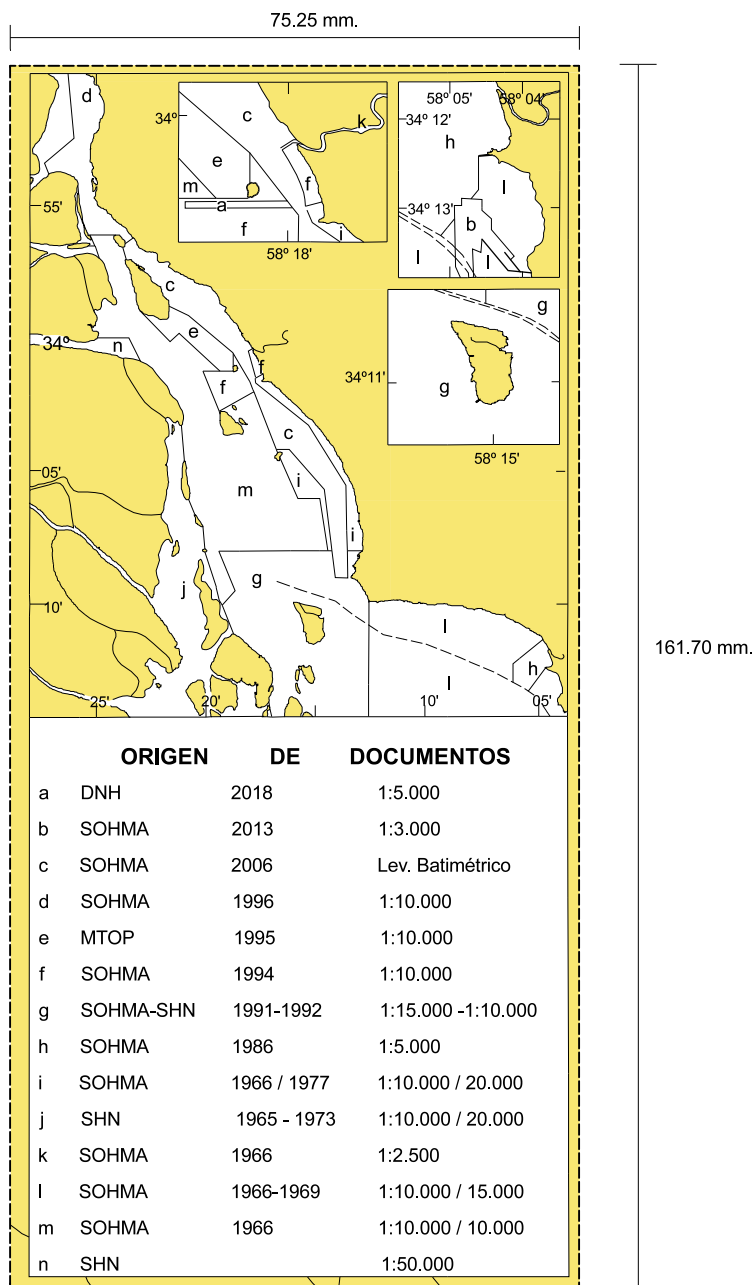 75.25 mm.
d
34º
c
k
e
f
m
a
f
i
58º 18'
58º 05' 58º 04'
34º 12'
h
l
34º 13'
b
l
l
55'
c
e
34º
n
f
f
g
34º11'
g
58º 15'
c
05'
i
m
i
g
j
10'
l
h
l
25' 20' 10' 05'
161.70 mm.
ORIGEN DE DOCUMENTOS
a DNH 2018 1:5.000
b SOHMA 2013 1:3.000
c SOHMA 2006 Lev. Batimétrico
d SOHMA 1996 1:10.000
e MTOP 1995 1:10.000
f SOHMA 1994 1:10.000
g SOHMA-SHN 1991-1992 1:15.000 -1:10.000
h SOHMA 1986 1:5.000
i SOHMA 1966 / 1977 1:10.000 / 20.000
j SHN 1965 - 1973 1:10.000 / 20.000
k SOHMA 1966 1:2.500
l SOHMA 1966-1969 1:10.000 / 15.000
m SOHMA 1966 1:10.000 / 10.000
n SHN 1:50.000